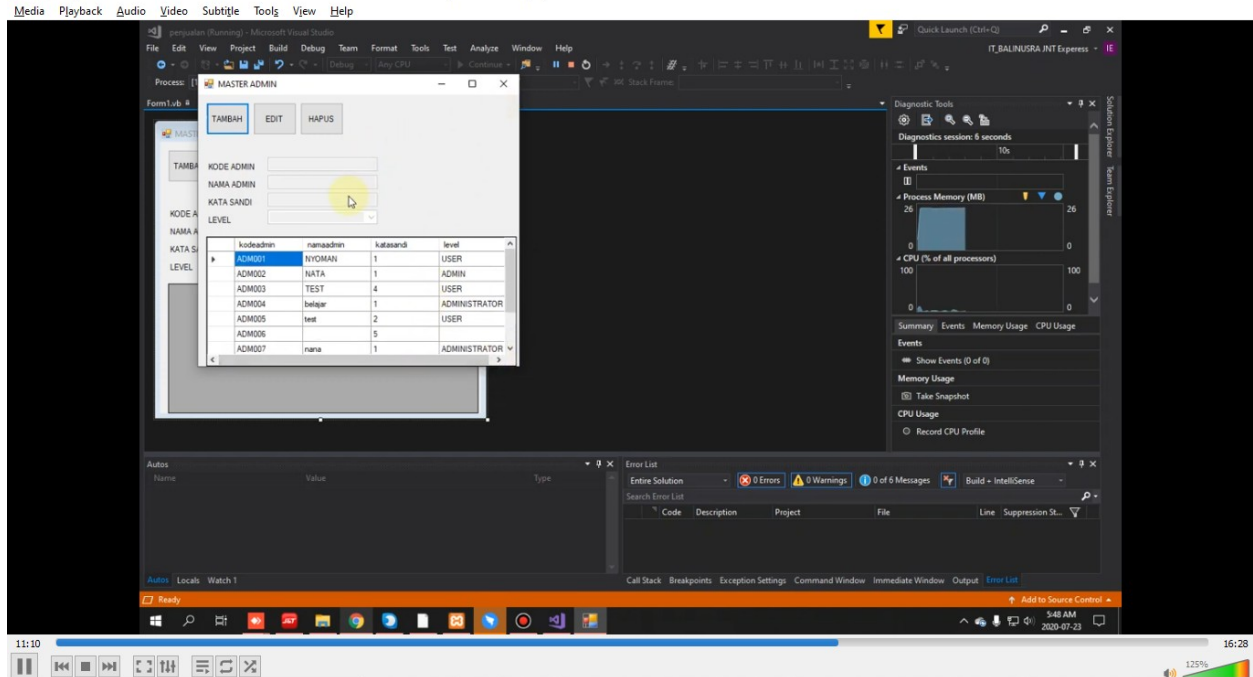 Media Playback Audio Video Subtitle Tools View Help
penjualan (Running) - Microsoft Visual Studio
Quick Launch (Ctrl+Q)
File Edit View Project Build Debug Team Format Tools Test Analyze Window Help
IT_BALINUSRA JNT Experess IE
Debug Any CPU Continue
Process: [1 Stack Frame:
MASTER ADMIN
Form1.vb
TAMBAH EDIT HAPUS
MAST
TAMBA
KODE ADMIN
NAMA ADMIN
KATA SANDI
LEVEL
KODE A
NAMA A
KATA SA
LEVEL
kodeadmin namaadmin katasandi level
ADM001 NYOMAN 1 USER
ADM002 NATA 1 ADMIN
ADM003 TEST 4 USER
ADM004 belajar 1 ADMINISTRATOR
ADM005 test 2 USER
ADM006 5
ADM007 nana 1 ADMINISTRATOR
Diagnostic Tools
Diagnostics session: 6 seconds
10s
Events
Process Memory (MB)
26 26
0 0
CPU (% of all processors)
100 100
0 0
Summary Events Memory Usage CPU Usage
Events
Show Events (0 of 0)
Memory Usage
Take Snapshot
CPU Usage
Record CPU Profile
Solution Explorer
Team Explorer
Autos
Name Value Type
Autos Locals Watch 1
Error List
Entire Solution 0 Errors 0 Warnings 0 of 6 Messages Build + IntelliSense
Search Error List
Code Description Project File Line Suppression St...
Call Stack Breakpoints Exception Settings Command Window Immediate Window Output Error List
Ready
Add to Source Control
5:48 AM
2020-07-23
11:10 16:28
125%